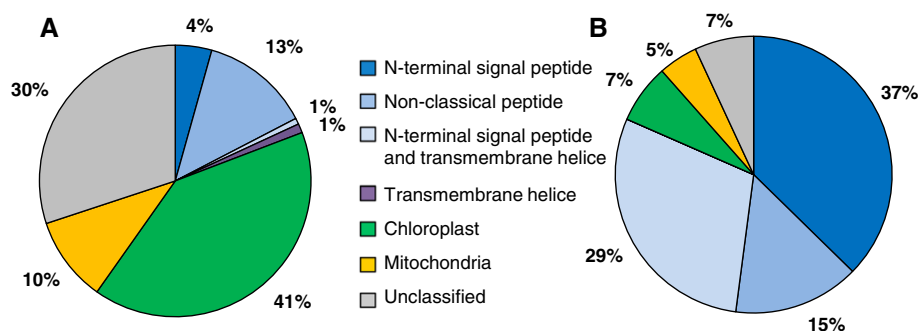 A
4%
13%
1%
1%
41%
10%
30%
N-terminal signal peptide
Non-classical peptide
N-terminal signal peptide
and transmembrane helice
Transmembrane helice
Chloroplast
Mitochondria
Unclassified
B
7%
5%
7%
37%
29%
15%